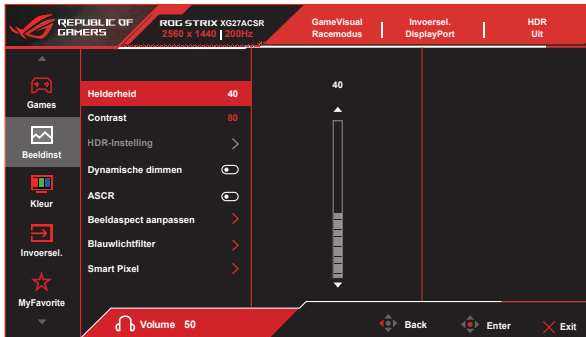 REPUBLIC OF
GAMERS
ROG STRIX XG27ACSR
2560 x 1440 200Hz
GameVisual
Racemodus
Invoersel.
DisplayPort
HDR
Uit
Games
Beeldinst
Kleur
Invoersel.
MyFavorite
Helderheid 40
Contrast 80
HDR-Instelling
Dynamische dimmen
ASCR
Beeldaspect aanpassen
Blauwlichtfilter
Smart Pixel
40
Volume 50
Back
Enter
Exit